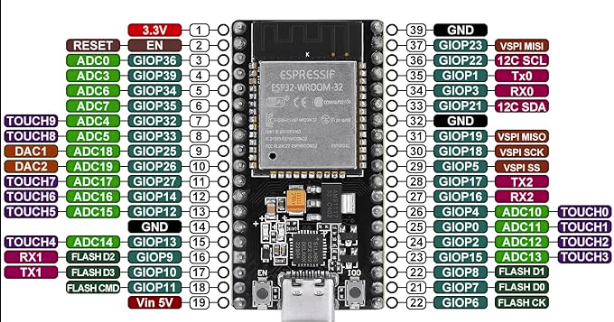 3.3V 1 39 GND
RESET EN 2 37 GIOP23 VSPI MISI
ADC0 GIOP36 3 36 GIOP22 12C SCL
ADC3 GIOP39 4 35 GIOP1 Tx0
ADC6 GIOP34 5 34 GIOP3 RX0
ADC7 GIOP35 6 33 GIOP21 12C SDA
TOUCH9 ADC4 GIOP32 7 32 GND
TOUCH8 ADC5 GIOP33 8 31 GIOP19 VSPI MISO
DAC1 ADC18 GIOP25 9 30 GIOP18 VSPI SCK
DAC2 ADC19 GIOP26 10 29 GIOP5 VSPI SS
TOUCH7 ADC17 GIOP27 11 28 GIOP17 TX2
TOUCH6 ADC16 GIOP14 12 27 GIOP16 RX2
TOUCH5 ADC15 GIOP12 13 26 GIOP4 ADC10 TOUCH0
GND 14 25 GIOP0 ADC11 TOUCH1
TOUCH4 ADC14 GIOP13 15 24 GIOP2 ADC12 TOUCH2
RX1 FLASH D2 GIOP9 16 23 GIOP15 ADC13 TOUCH3
TX1 FLASH D3 GIOP10 17 22 GIOP8 FLASH D1
FLASH CMD GIOP11 18 22 GIOP7 FLASH D0
Vin 5V 19 22 GIOP6 FLASH CK
ESPRESSIF
ESP32-WROOM-32
EN